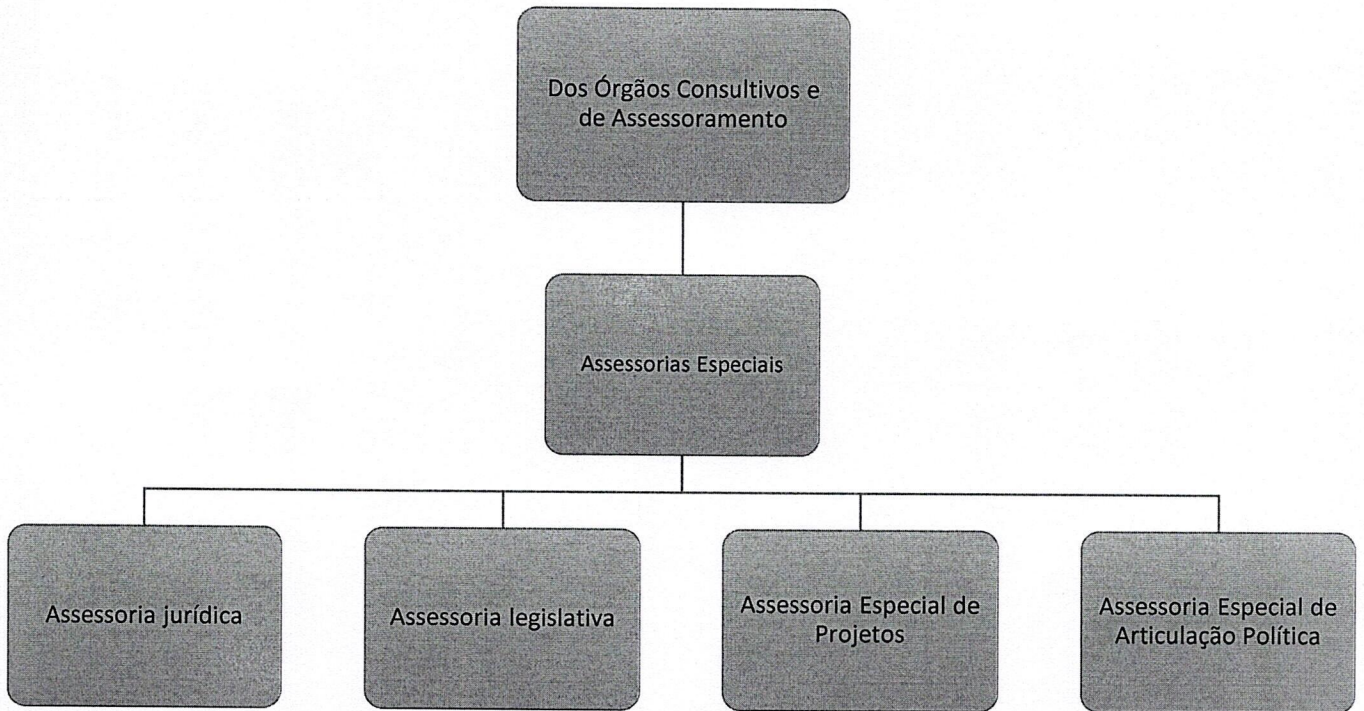 Dos Órgãos Consultivos e
de Assessoramento
Assessorias Especiais
Assessoria jurídica
Assessoria legislativa
Assessoria Especial de
Projetos
Assessoria Especial de
Articulação Política